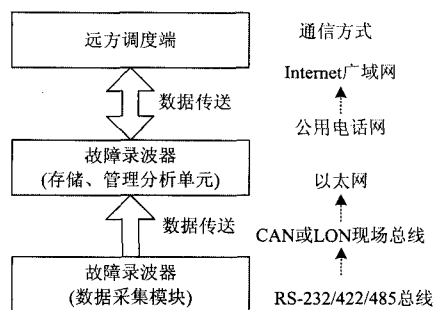 远方调度端
通信方式
Internet广域网
数据传送
公用电话网
故障录波器
(存储、管理分析单元)
以太网
数据传送
CAN或LON现场总线
故障录波器
(数据采集模块)
RS-232/422/485总线